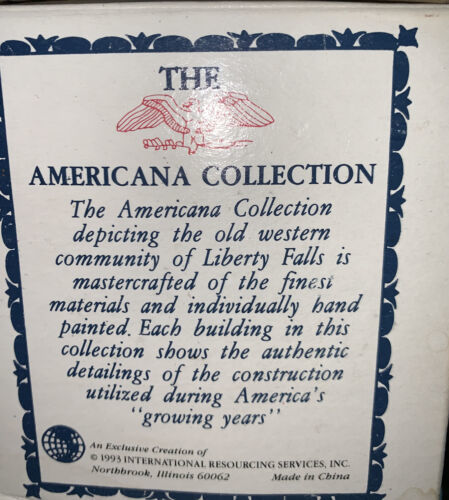 THE
AMERICANA COLLECTION
The Americana Collection
depicting the old western
community of Liberty Falls is
mastercrafted of the finest
materials and individually hand
painted. Each building in this
collection shows the authentic
detailings of the construction
utilized during America's
"growing years"
An Exclusive Creation of
© 1993 INTERNATIONAL RESOURCING SERVICES, INC.
Northbrook, Illinois 60062 Made in China